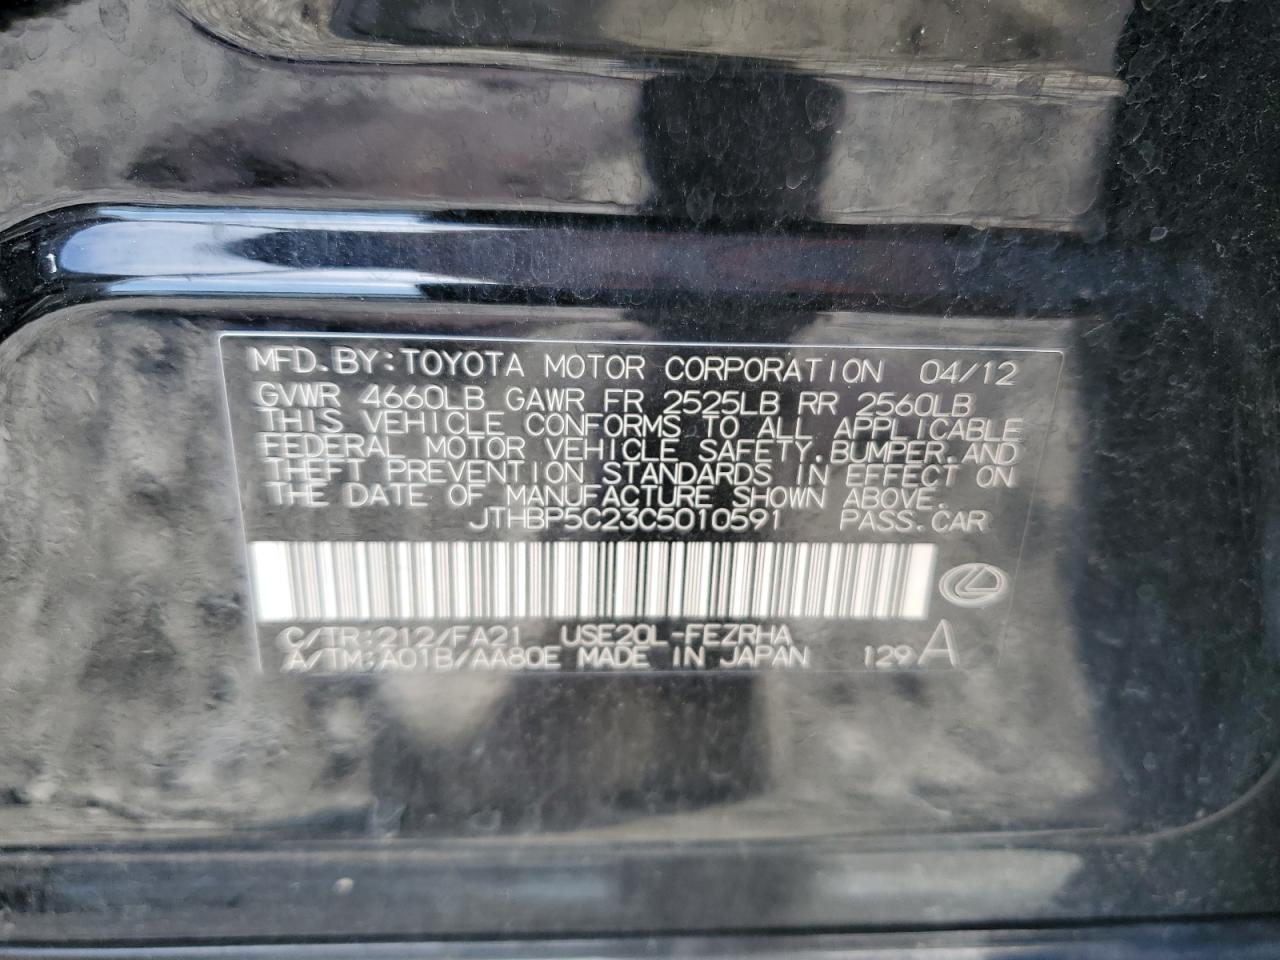 MFD.BY:TOYOTA MOTOR CORPORATION 04/12
GVWR 4660LB GAWR FR 2525LB RR 2560LB
THIS VEHICLE CONFORMS TO ALL APPLICABLE
FEDERAL MOTOR VEHICLE SAFETY,BUMPER,AND
THEFT PREVENTION STANDARDS IN EFFECT ON
THE DATE OF MANUFACTURE SHOWN ABOVE.
JTHBP5C23C5010591 PASS.CAR
C/TR:212/FA21 USE20L-FEZRHA
A/TM:A01B/AA80E MADE IN JAPAN 129 A